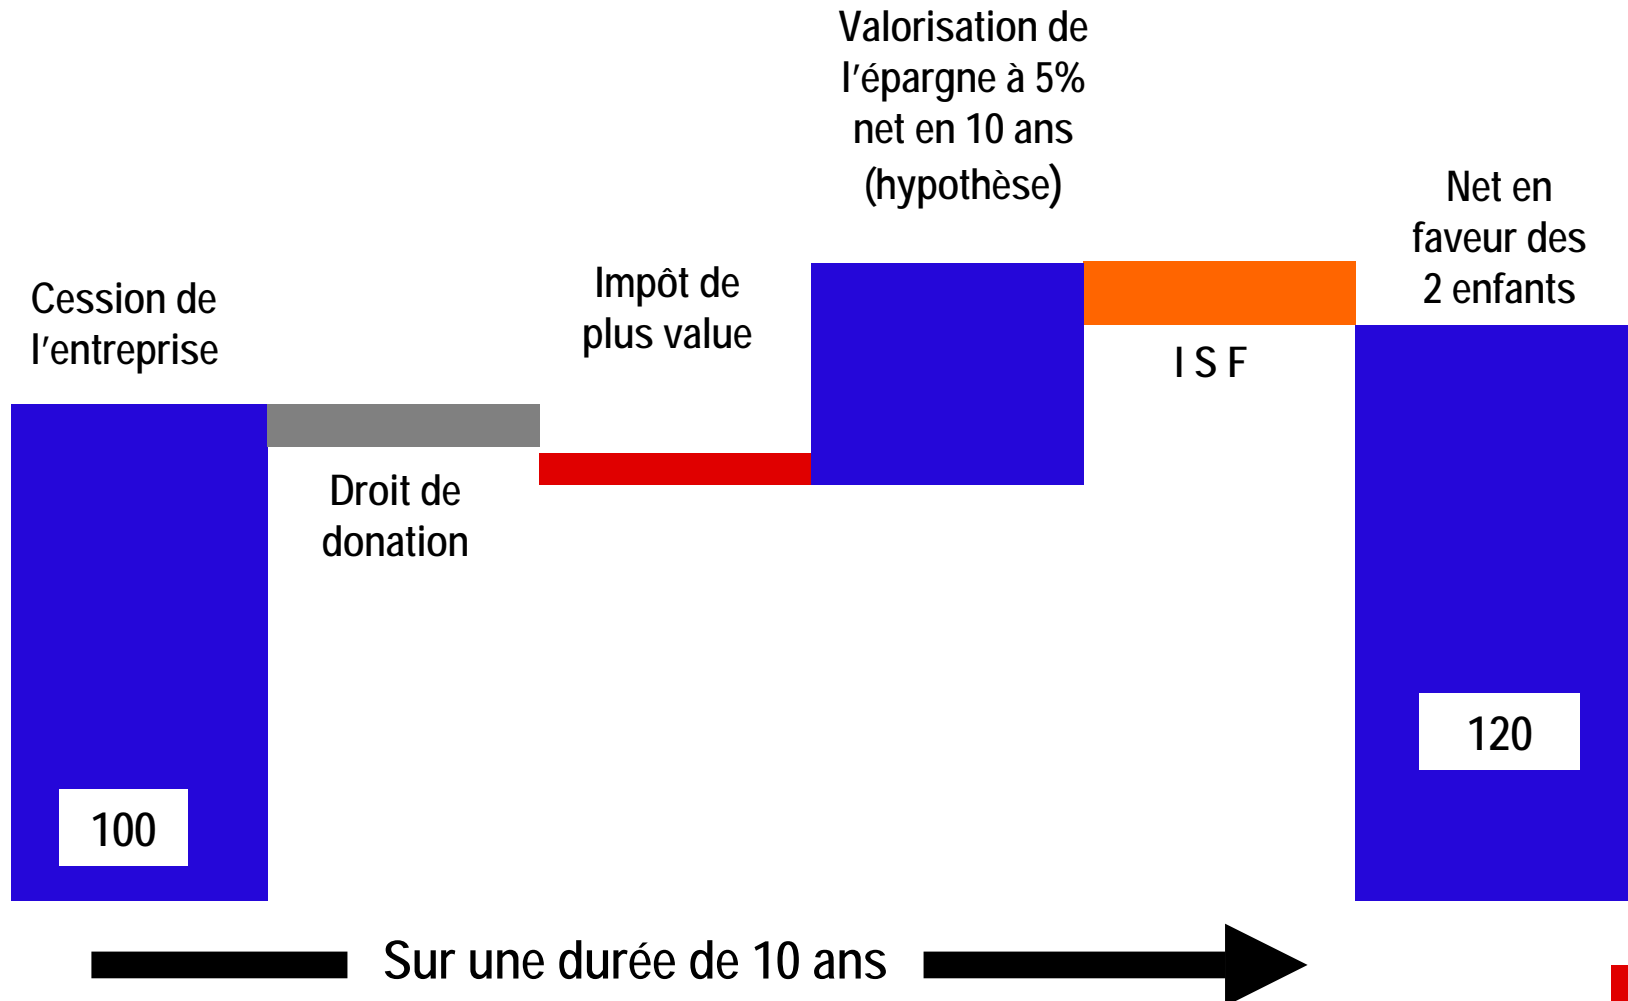 Valorisation de
l'épargne à 5%
net en 10 ans
(hypothèse)
Net en
faveur des
2 enfants
Impôt de
plus value
Cession de
l'entreprise
I S F
Droit de
donation
120
100
Sur une durée de 10 ans